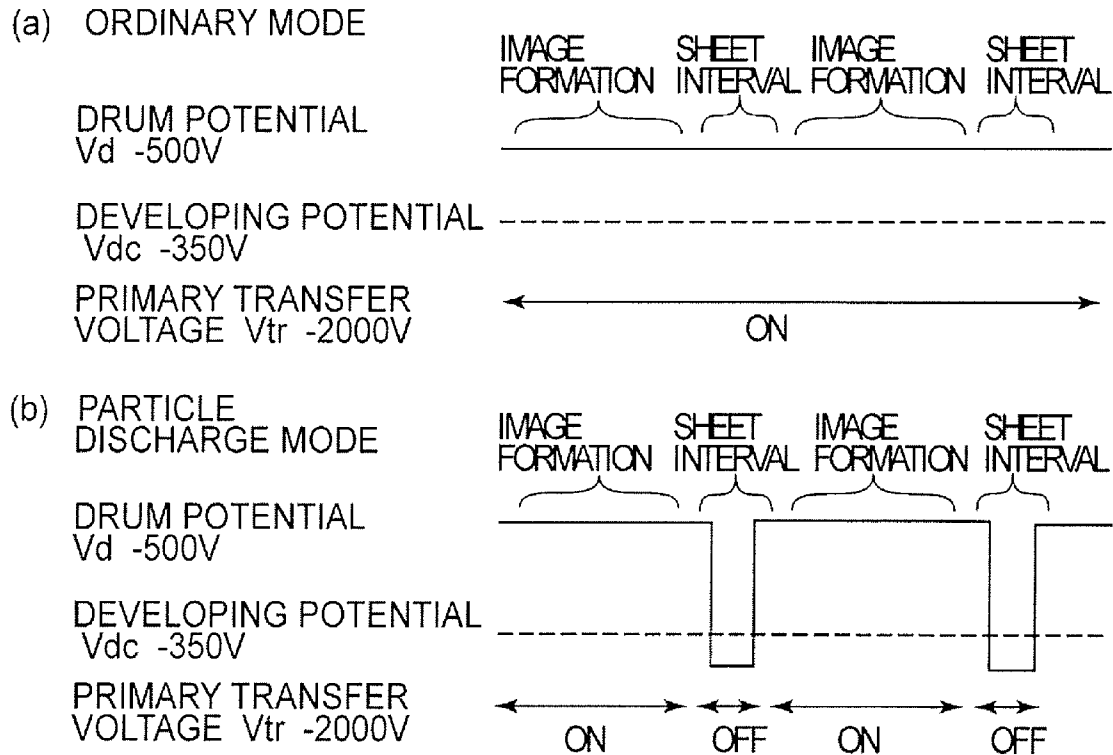 (a) ORDINARY MODE
IMAGE FORMATION
SHEET INTERVAL
IMAGE FORMATION
SHEET INTERVAL
DRUM POTENTIAL
Vd -500V
DEVELOPING POTENTIAL
Vdc -350V
PRIMARY TRANSFER
VOLTAGE Vtr -2000V
ON
(b) PARTICLE
DISCHARGE MODE
IMAGE FORMATION
SHEET INTERVAL
IMAGE FORMATION
SHEET INTERVAL
DRUM POTENTIAL
Vd -500V
DEVELOPING POTENTIAL
Vdc -350V
PRIMARY TRANSFER
VOLTAGE Vtr -2000V
ON OFF ON OFF